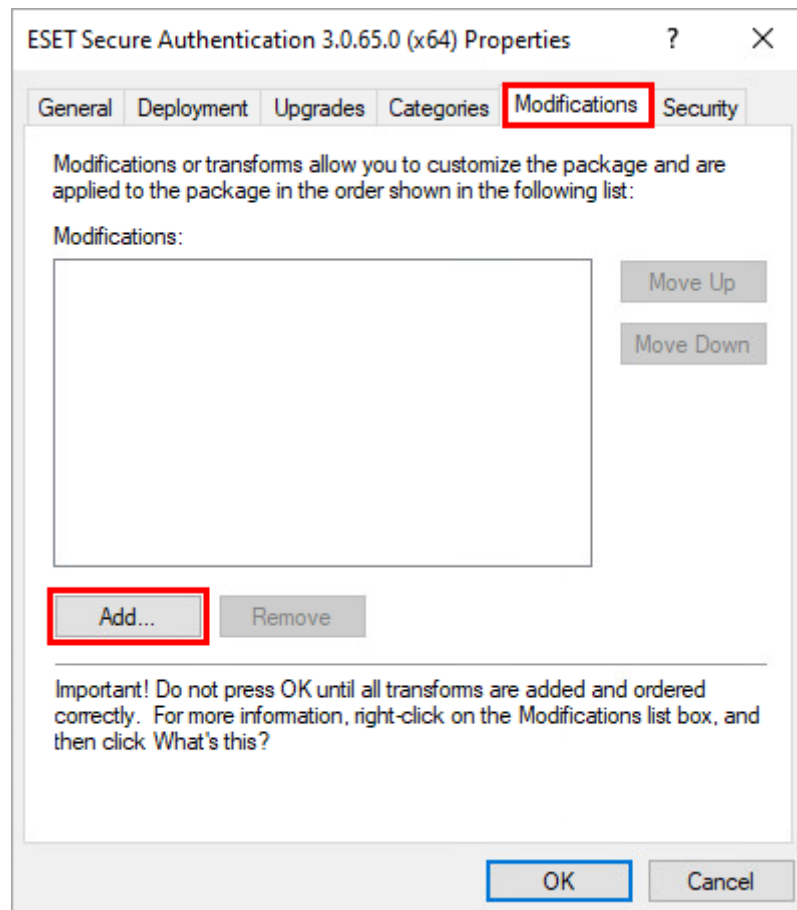 ESET Secure Authentication 3.0.65.0 (x64) Properties ?
General Deployment Upgrades Categories Modifications Security
Modifications or transforms allow you to customize the package and are
applied to the package in the order shown in the following list:
Modifications:
Move Up
Move Down
Add... Remove
Important! Do not press OK until all transforms are added and ordered
correctly. For more information, right-click on the Modifications list box, and
then click What's this?
OK Cancel